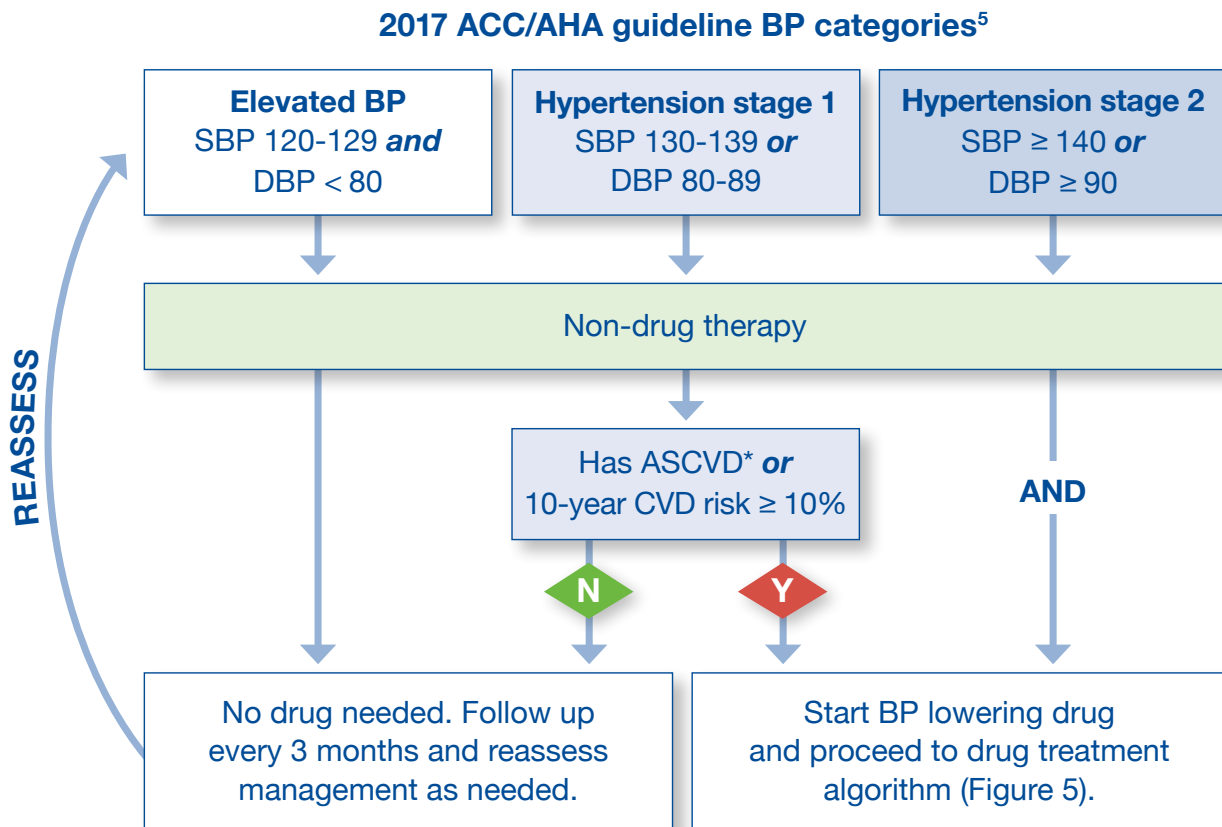 2017 ACC/AHA guideline BP categories⁵
Elevated BP
SBP 120-129 and
DBP < 80
Hypertension stage 1
SBP 130-139 or
DBP 80-89
Hypertension stage 2
SBP ≥ 140 or
DBP ≥ 90
Non-drug therapy
REASSESS
Has ASCVD* or
10-year CVD risk ≥ 10%
AND
N
Y
No drug needed. Follow up
every 3 months and reassess
management as needed.
Start BP lowering drug
and proceed to drug treatment
algorithm (Figure 5).